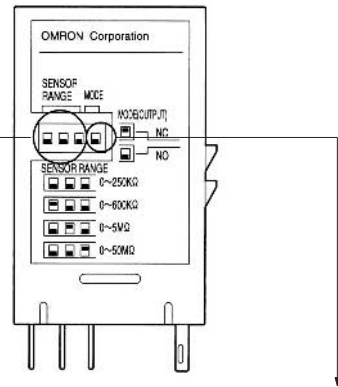 OMRON Corporation
SENSOR
RANGE MODE
MODE(OUTPUT)
NC
NO
SENSOR RANGE
0~250KΩ
0~600KΩ
0~5MΩ
0~50MΩ